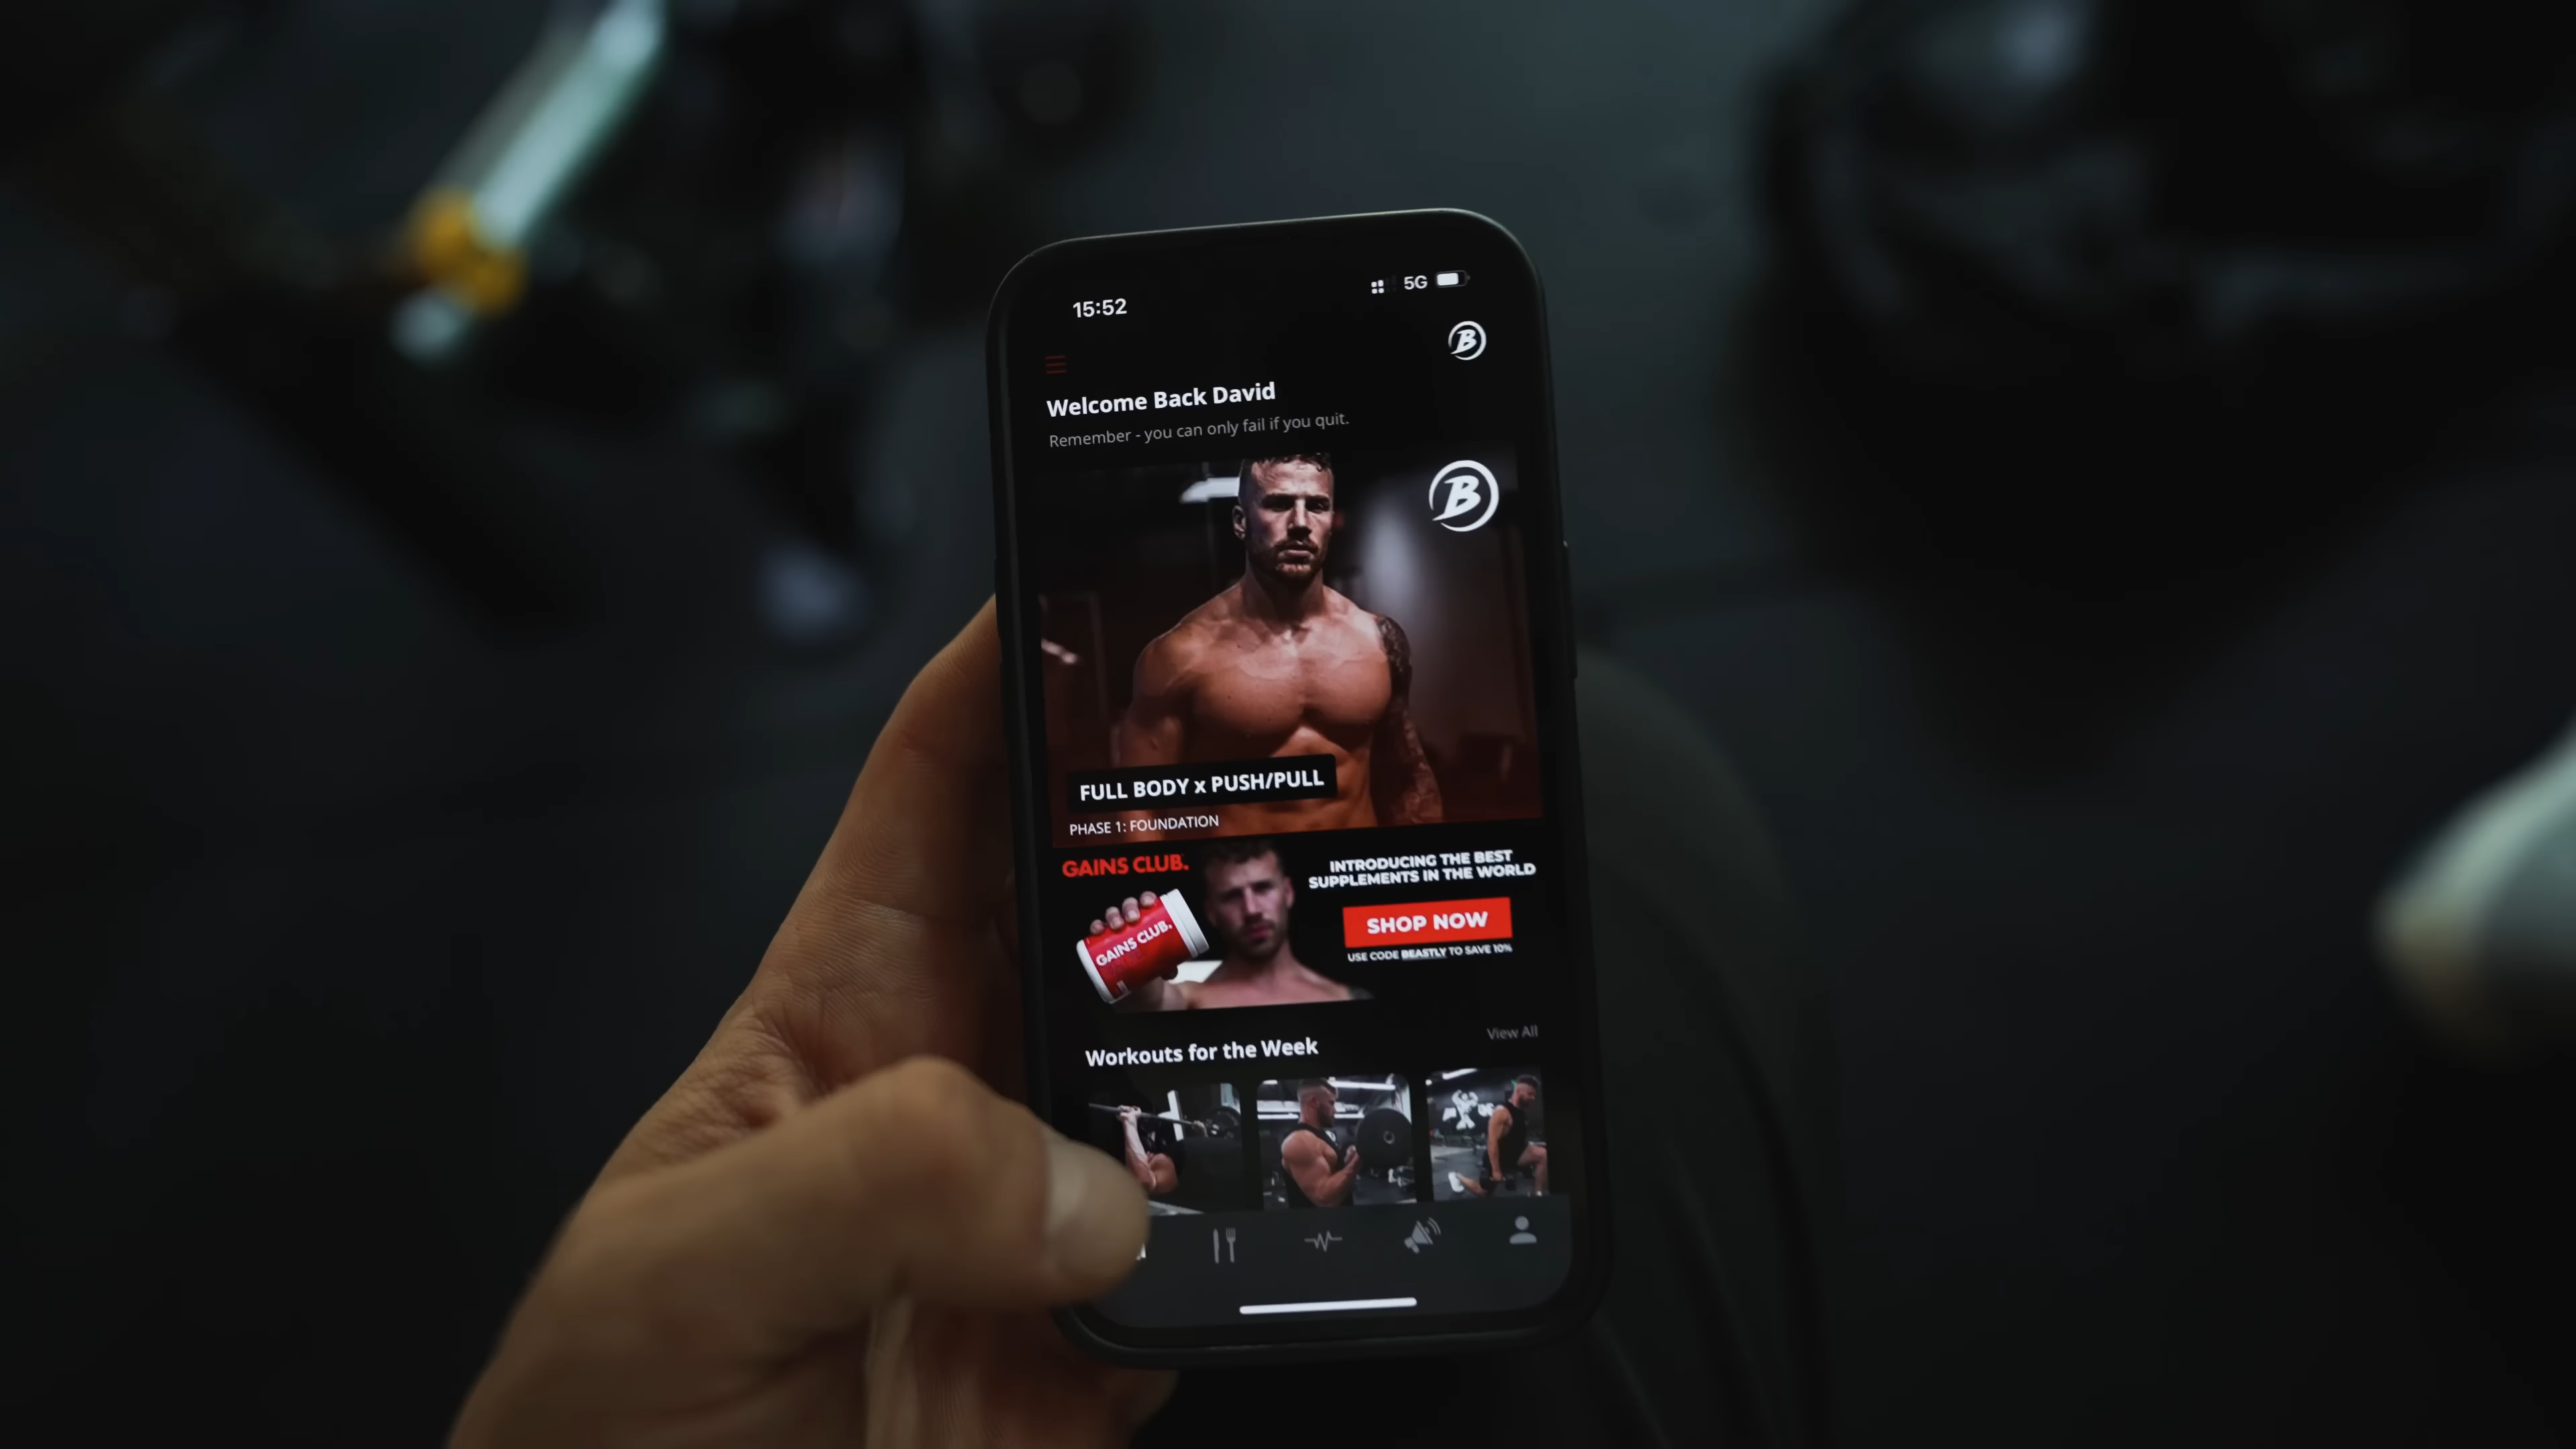 15:52
5G
B
Welcome Back David
Remember - you can only fail if you quit.
B
FULL BODY x PUSH/PULL
PHASE 1: FOUNDATION
GAINS CLUB.
GAINS CLUB.
INTRODUCING THE BEST
SUPPLEMENTS IN THE WORLD
SHOP NOW
USE CODE BEASTLY TO SAVE 10%
Workouts for the Week
View All